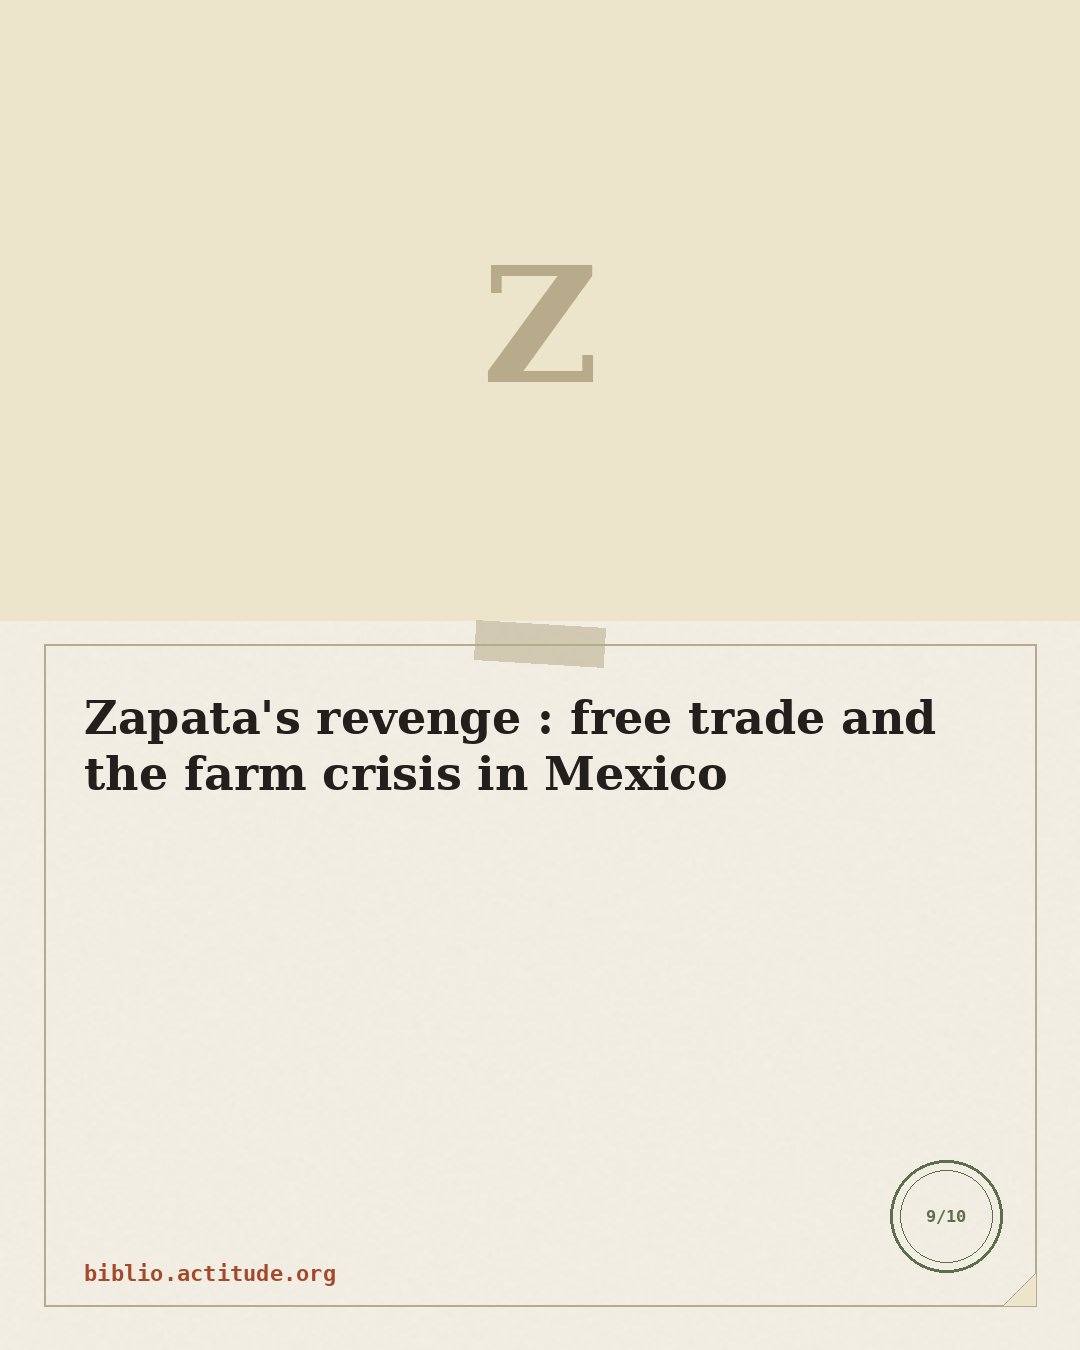 Z
Zapata's revenge : free trade and
the farm crisis in Mexico
9/10
biblio.actitude.org